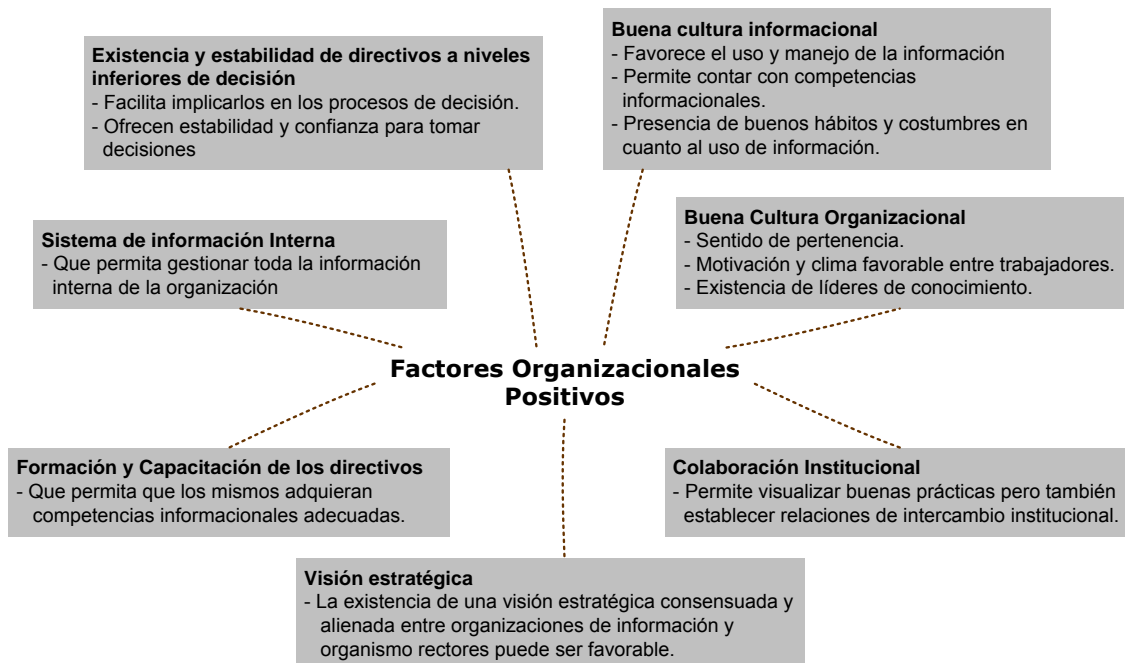 Existencia y estabilidad de directivos a niveles
inferiores de decisión
- Facilita implicarlos en los procesos de decisión.
- Ofrecen estabilidad y confianza para tomar
decisiones
Buena cultura informacional
- Favorece el uso y manejo de la información
- Permite contar con competencias
informacionales.
- Presencia de buenos hábitos y costumbres en
cuanto al uso de información.
Sistema de información Interna
- Que permita gestionar toda la información
interna de la organización
Buena Cultura Organizacional
- Sentido de pertenencia.
- Motivación y clima favorable entre trabajadores.
- Existencia de líderes de conocimiento.
Factores Organizacionales
Positivos
Formación y Capacitación de los directivos
- Que permita que los mismos adquieran
competencias informacionales adecuadas.
Colaboración Institucional
- Permite visualizar buenas prácticas pero también
establecer relaciones de intercambio institucional.
Visión estratégica
- La existencia de una visión estratégica consensuada y
alienada entre organizaciones de información y
organismo rectores puede ser favorable.